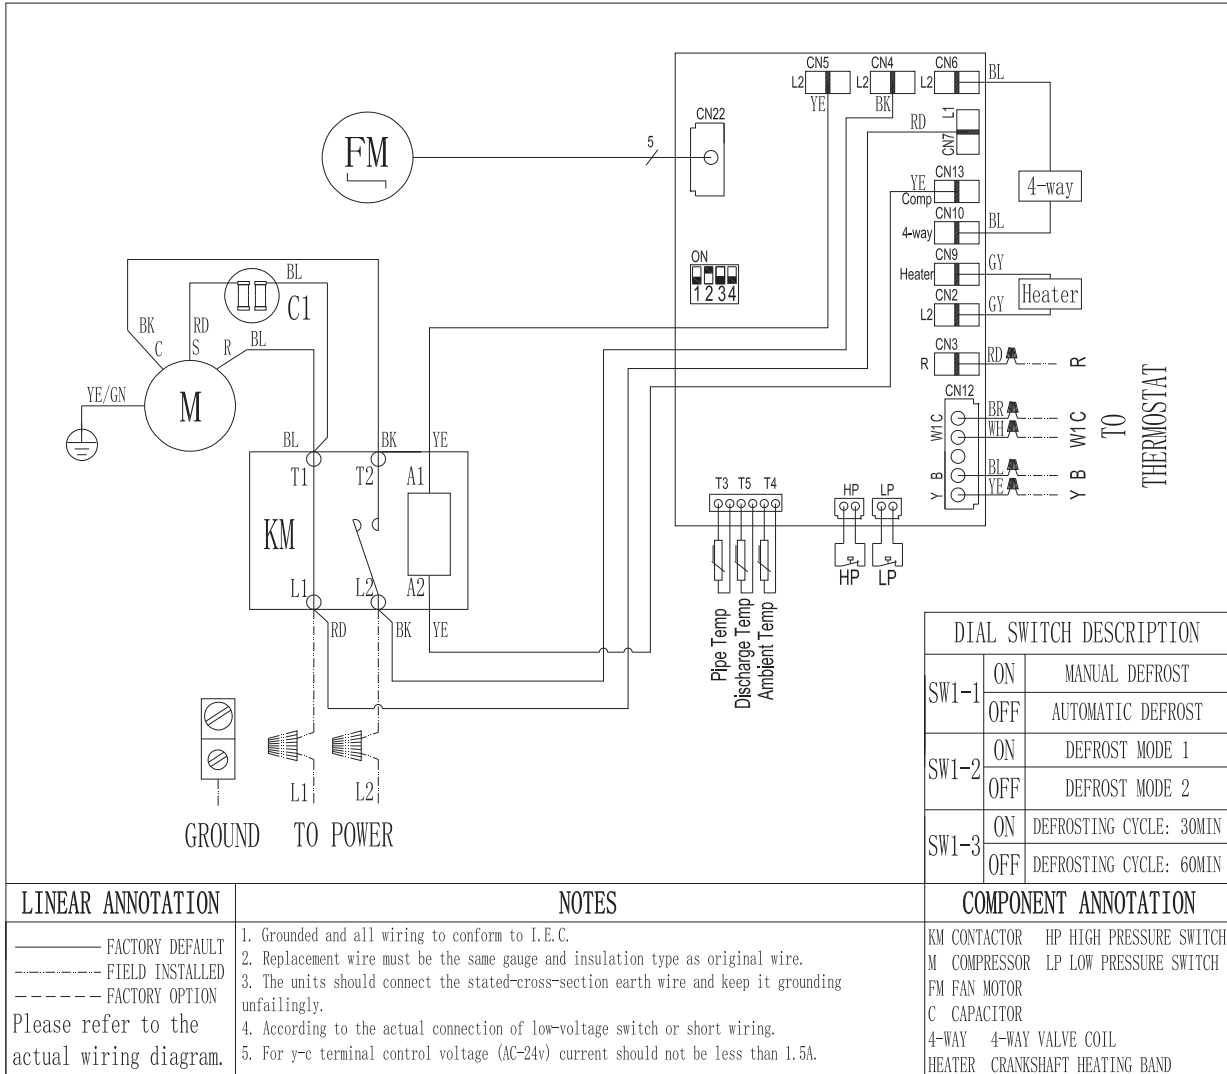 CN5
CN4
CN6
L2
L2
L2
BL
YE
BK
CN22
RD
L1
CN7
FM
5
CN13
YE
Comp
4-way
CN10
4-way
BL
ON
1 2 3 4
CN9
Heater
GY
Heater
CN2
L2
GY
BL
C1
BK
C
RD
S
R
BL
CN3
R
RD
R
YE/GN
M
CN12
W1C
BR
WH
W1C
B
BL
B
Y
YE
Y
TO
THERMOSTAT
BL
BK
YE
T1
T2
A1
KM
L1
L2
A2
RD
BK
YE
T3
T5
T4
HP
LP
HP
LP
Pipe Temp
Discharge Temp
Ambient Temp
L1
L2
GROUND
TO POWER
DIAL SWITCH DESCRIPTION
SW1-1
ON
MANUAL DEFROST
OFF
AUTOMATIC DEFROST
SW1-2
ON
DEFROST MODE 1
OFF
DEFROST MODE 2
SW1-3
ON
DEFROSTING CYCLE: 30MIN
OFF
DEFROSTING CYCLE: 60MIN
LINEAR ANNOTATION
FACTORY DEFAULT
FIELD INSTALLED
FACTORY OPTION
Please refer to the
actual wiring diagram.
NOTES
1. Grounded and all wiring to conform to I.E.C.
2. Replacement wire must be the same gauge and insulation type as original wire.
3. The units should connect the stated-cross-section earth wire and keep it grounding
unfailingly.
4. According to the actual connection of low-voltage switch or short wiring.
5. For y-c terminal control voltage (AC-24v) current should not be less than 1.5A.
COMPONENT ANNOTATION
KM CONTACTOR HP HIGH PRESSURE SWITCH
M COMPRESSOR LP LOW PRESSURE SWITCH
FM FAN MOTOR
C CAPACITOR
4-WAY 4-WAY VALVE COIL
HEATER CRANKSHAFT HEATING BAND